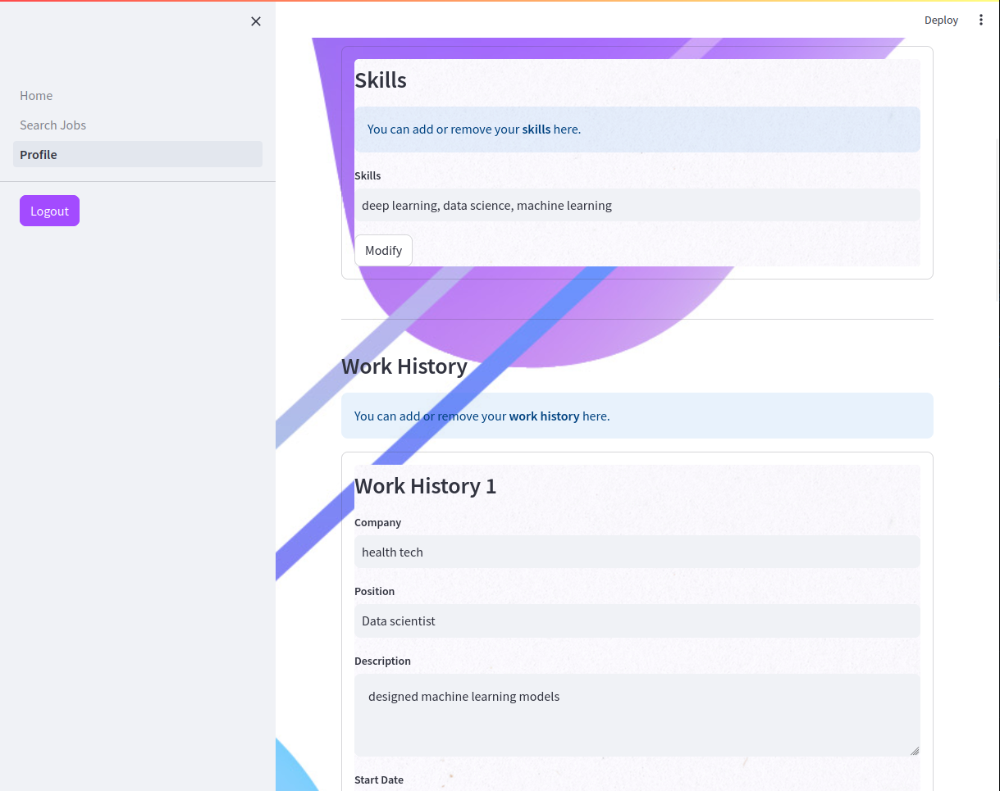 Deploy
Home
Search Jobs
Profile
Logout
Skills
You can add or remove your skills here.
Skills
deep learning, data science, machine learning
Modify
Work History
You can add or remove your work history here.
Work History 1
Company
health tech
Position
Data scientist
Description
designed machine learning models
Start Date